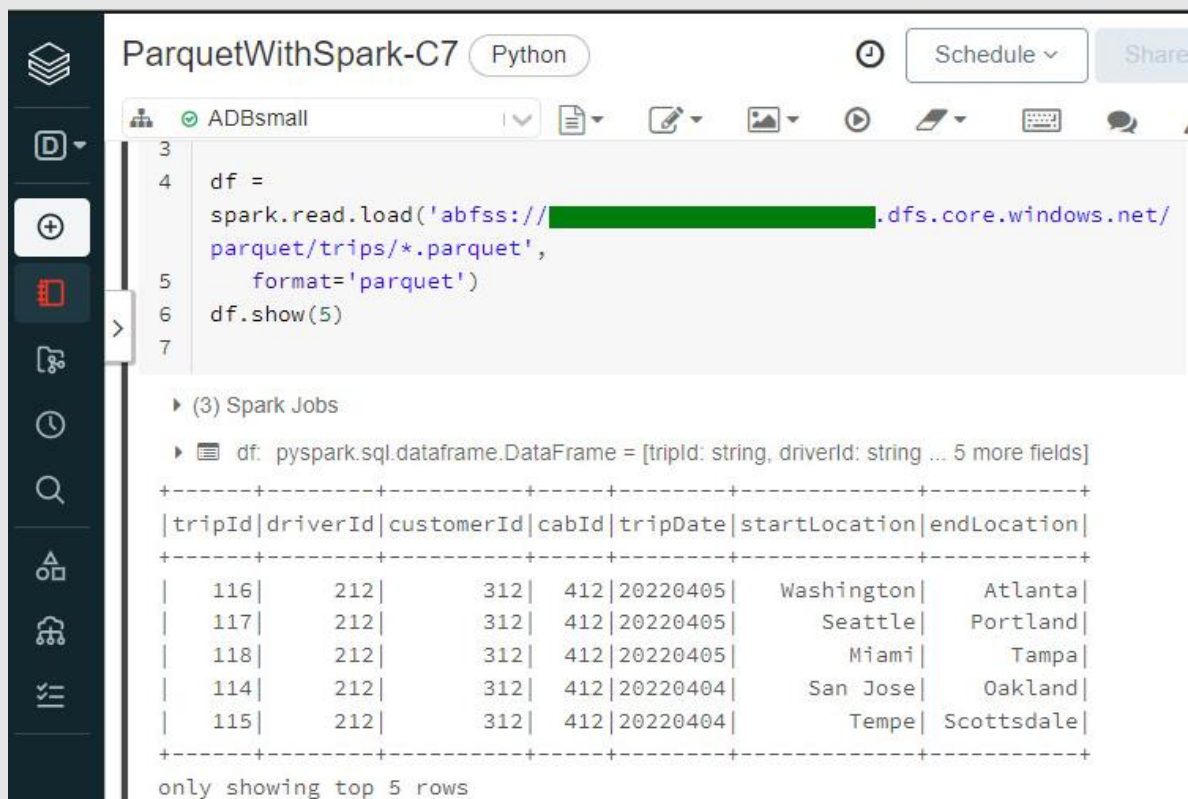 ParquetWithSpark-C7 Python Schedule Share
D ADBsmall
3
4 df =
spark.read.load('abfss:// .dfs.core.windows.net/
parquet/trips/*.parquet',
5 format='parquet')
6 df.show(5)
7
(3) Spark Jobs
df: pyspark.sql.dataframe.DataFrame = [tripId: string, driverId: string ... 5 more fields]
+------+--------+----------+-----+--------+-------------+-----------+
|tripId|driverId|customerId|cabId|tripDate|startLocation|endLocation|
+------+--------+----------+-----+--------+-------------+-----------+
|   116|     212|       312|  412|20220405|   Washington|    Atlanta|
|   117|     212|       312|  412|20220405|      Seattle|   Portland|
|   118|     212|       312|  412|20220405|        Miami|      Tampa|
|   114|     212|       312|  412|20220404|     San Jose|    Oakland|
|   115|     212|       312|  412|20220404|        Tempe| Scottsdale|
+------+--------+----------+-----+--------+-------------+-----------+
only showing top 5 rows